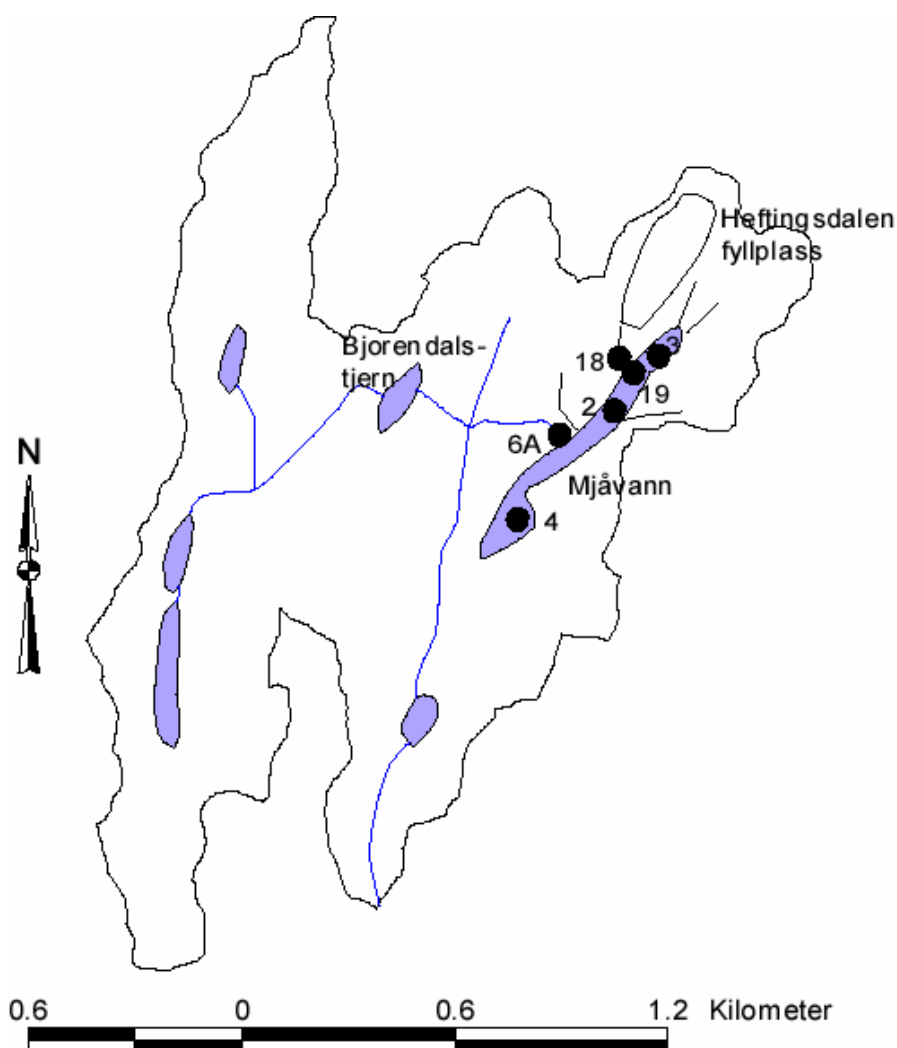 Heftingsdalen
fyllplass
Bjorendals-
tjern
18
3
19
2
6A
Mjåvann
4
N
0.6 0 0.6 1.2 Kilometer